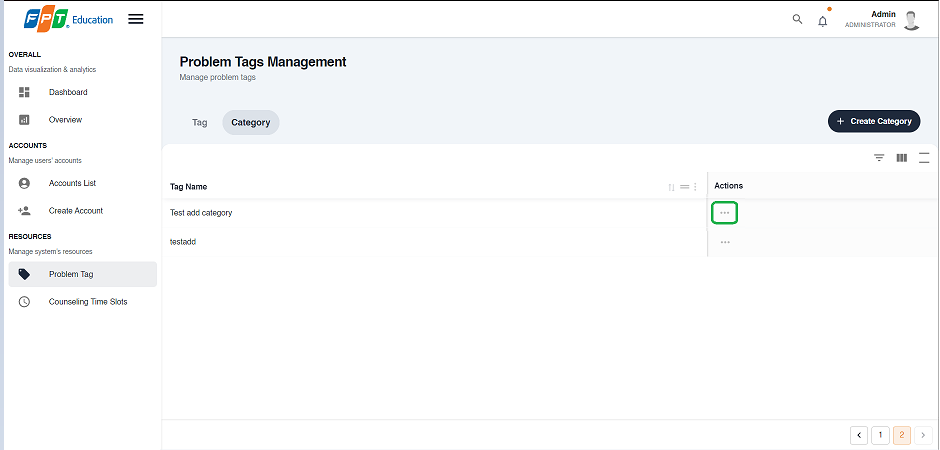 FPT Education
Admin
ADMINISTRATOR
OVERALL
Data visualization & analytics
Dashboard
Overview
ACCOUNTS
Manage users' accounts
Accounts List
Create Account
RESOURCES
Manage system's resources
Problem Tag
Counseling Time Slots
Problem Tags Management
Manage problem tags
Tag Category + Create Category
Tag Name Actions
Test add category
testadd
1 2